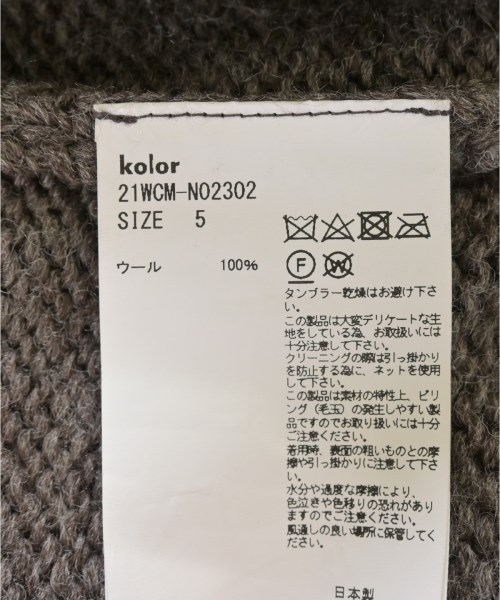 kolor
21WCM-N02302
SIZE 5
ウール 100%
F
W
タンブラー乾燥はお避け下さ
い。
この製品は大変デリケートな生
地をしている為、お取扱いには
十分注意して下さい。
クリーニングの際は引っ掛かり
を防止する為に、ネットを使用
して下さい。
この製品は素材の特性上、ピリ
ング(毛玉)の発生しやすい製
品ですのでお取り扱いには十分
ご注意ください。
着用時、表面の粗いものとの摩
擦や引っ掛かりに注意して下さ
い。
水分や過度な摩擦により、
色泣きや色移りの恐れがあり
ますのでご注意ください。
風通しの良い場所に保管してく
ださい。
日本製